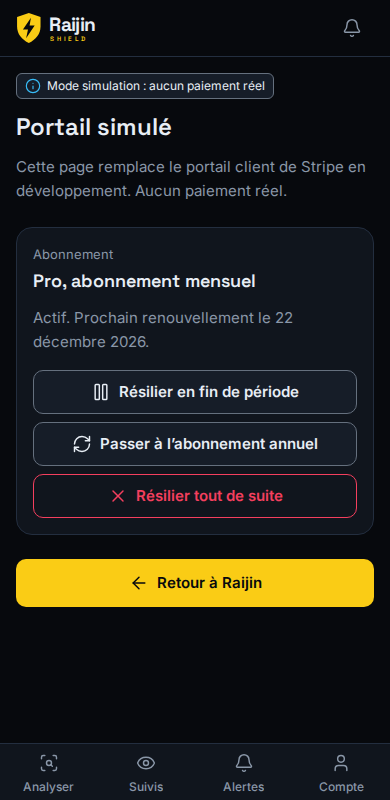 Raijin
SHIELD
Mode simulation : aucun paiement réel
Portail simulé
Cette page remplace le portail client de Stripe en
développement. Aucun paiement réel.
Abonnement
Pro, abonnement mensuel
Actif. Prochain renouvellement le 22
décembre 2026.
Résilier en fin de période
Passer à l’abonnement annuel
Résilier tout de suite
Retour à Raijin
Analyser
Suivis
Alertes
Compte